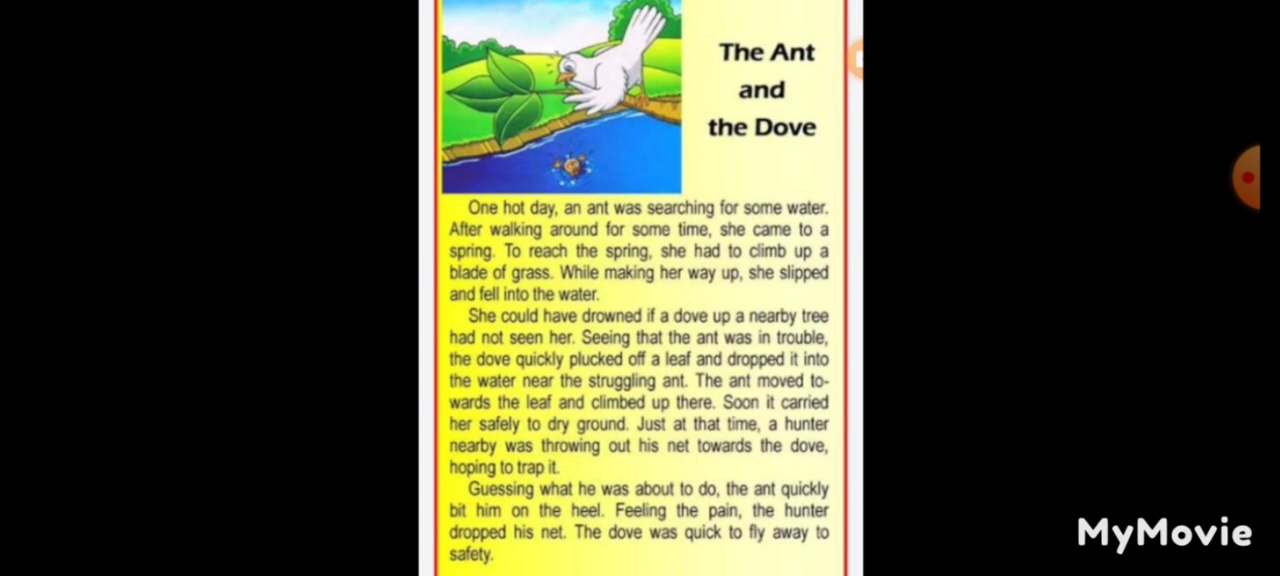 The Ant
and
the Dove
One hot day, an ant was searching for some water.
After walking around for some time, she came to a
spring. To reach the spring, she had to climb up a
blade of grass. While making her way up, she slipped
and fell into the water.
She could have drowned if a dove up a nearby tree
had not seen her. Seeing that the ant was in trouble,
the dove quickly plucked off a leaf and dropped it into
the water near the struggling ant. The ant moved to-
wards the leaf and climbed up there. Soon it carried
her safely to dry ground. Just at that time, a hunter
nearby was throwing out his net towards the dove,
hoping to trap it.
Guessing what he was about to do, the ant quickly
bit him on the heel. Feeling the pain, the hunter
dropped his net. The dove was quick to fly away to
safety.
MyMovie